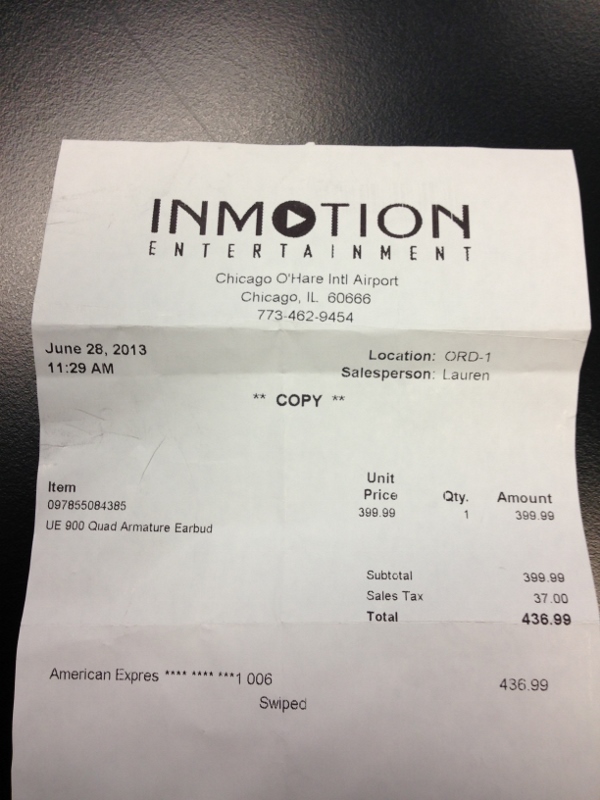 INMOTION
ENTERTAINMENT
Chicago O'Hare Intl Airport
Chicago, IL 60666
773-462-9454
June 28, 2013 Location: ORD-1
11:29 AM Salesperson: Lauren
** COPY **
Item Unit Price Qty. Amount
097855084385 399.99 1 399.99
UE 900 Quad Armature Earbud
Subtotal 399.99
Sales Tax 37.00
Total 436.99
American Expres **** **** ***1 006 436.99
Swiped